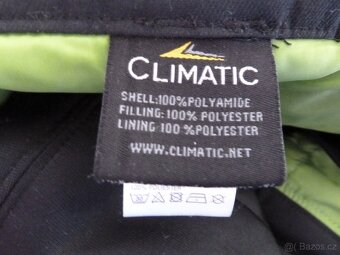 CLIMATIC
SHELL:100%POLYAMIDE
FILLING: 100% POLYESTER
LINING 100 %POLYESTER
WWW.CLIMATIC.NET
bazos.cz